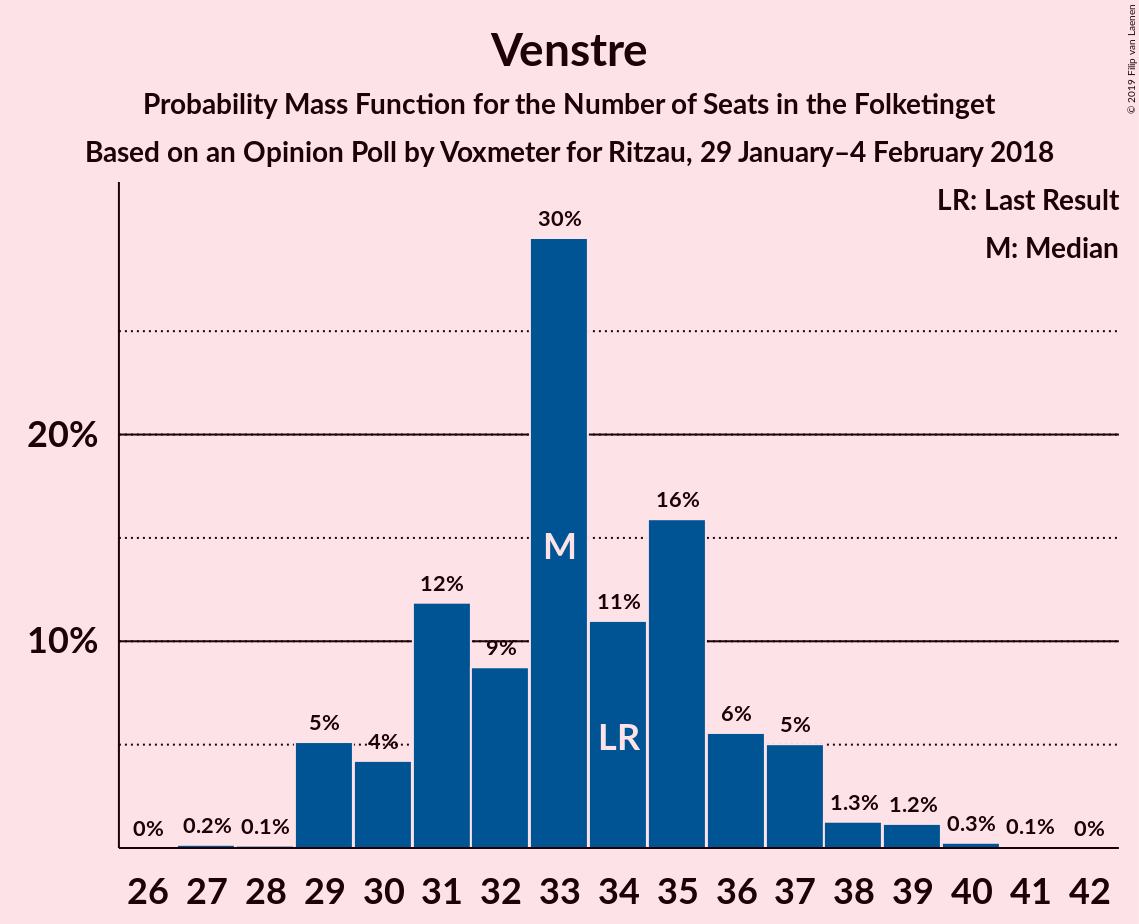 Venstre
Probability Mass Function for the Number of Seats in the Folketinget
Based on an Opinion Poll by Voxmeter for Ritzau, 29 January–4 February 2018
© 2019 Filip van Laenen
LR: Last Result
M: Median
20%
10%
0%
0.2%
0.1%
5%
4%
12%
9%
30%
11%
16%
6%
5%
1.3%
1.2%
0.3%
0.1%
0%
M
LR
26 27 28 29 30 31 32 33 34 35 36 37 38 39 40 41 42